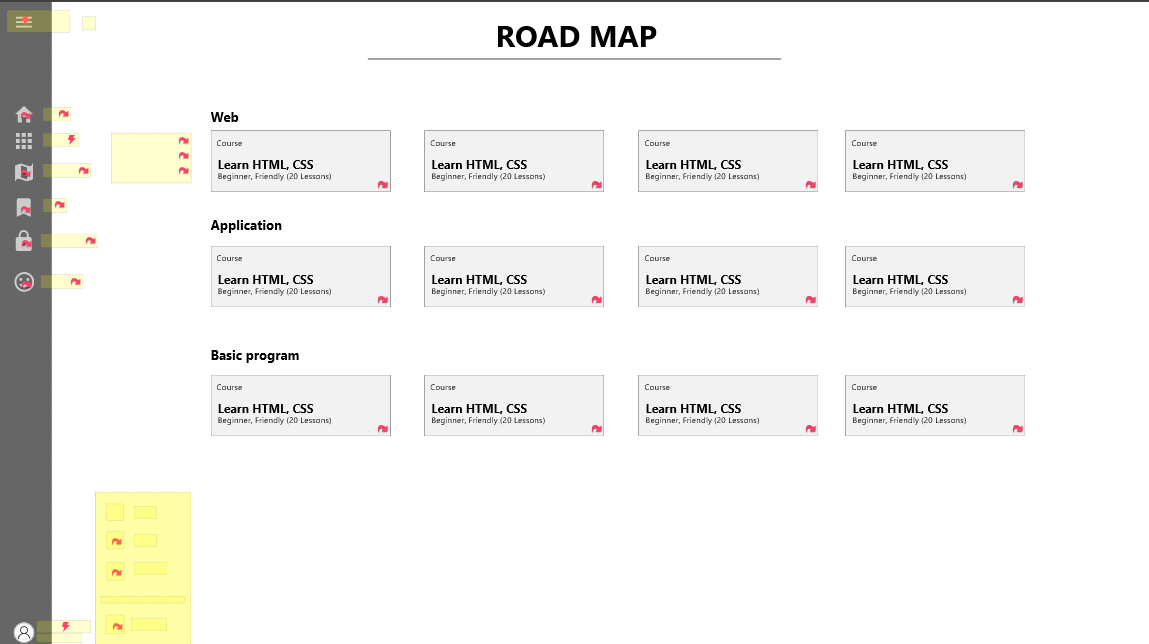 ROAD MAP
Web
Course Course Course Course
Learn HTML, CSS Learn HTML, CSS Learn HTML, CSS Learn HTML, CSS
Beginner, Friendly (20 Lessons) Beginner, Friendly (20 Lessons) Beginner, Friendly (20 Lessons) Beginner, Friendly (20 Lessons)
Application
Course Course Course Course
Learn HTML, CSS Learn HTML, CSS Learn HTML, CSS Learn HTML, CSS
Beginner, Friendly (20 Lessons) Beginner, Friendly (20 Lessons) Beginner, Friendly (20 Lessons) Beginner, Friendly (20 Lessons)
Basic program
Course Course Course Course
Learn HTML, CSS Learn HTML, CSS Learn HTML, CSS Learn HTML, CSS
Beginner, Friendly (20 Lessons) Beginner, Friendly (20 Lessons) Beginner, Friendly (20 Lessons) Beginner, Friendly (20 Lessons)